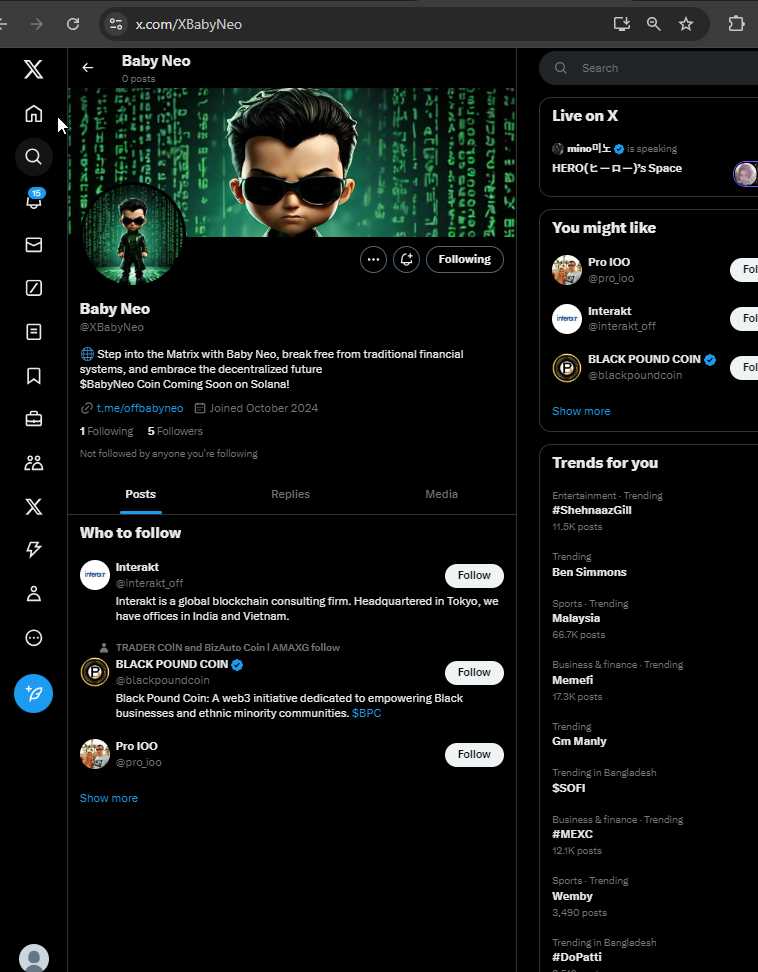 x.com/XBabyNeo
Baby Neo
0 posts
Following
Baby Neo
@XBabyNeo
🌐 Step into the Matrix with Baby Neo, break free from traditional financial
systems, and embrace the decentralized future
$BabyNeo Coin Coming Soon on Solana!
t.me/offbabyneo Joined October 2024
1 Following 5 Followers
Not followed by anyone you're following
Posts Replies Media
Who to follow
Interakt
@interakt_off
Follow
Interakt is a global blockchain consulting firm. Headquartered in Tokyo, we
have offices in India and Vietnam.
TRADER COIN and BizAuto Coin | AMAXG follow
BLACK POUND COIN
@blackpoundcoin
Follow
Black Pound Coin: A web3 initiative dedicated to empowering Black
businesses and ethnic minority communities. $BPC
Pro IOO
@pro_ioo
Follow
Show more
15
Search
Live on X
mino미노 is speaking
HERO(ヒーロー)'s Space
You might like
Pro IOO
@pro_ioo
Fol
Interakt
@interakt_off
Fol
BLACK POUND COIN
@blackpoundcoin
Fol
Show more
Trends for you
Entertainment · Trending
#ShehnaazGill
11.5K posts
Trending
Ben Simmons
Sports · Trending
Malaysia
66.7K posts
Business & finance · Trending
Memefi
17.3K posts
Trending
Gm Manly
Trending in Bangladesh
$SOFI
Business & finance · Trending
#MEXC
12.1K posts
Sports · Trending
Wemby
3,490 posts
Trending in Bangladesh
#DoPatti